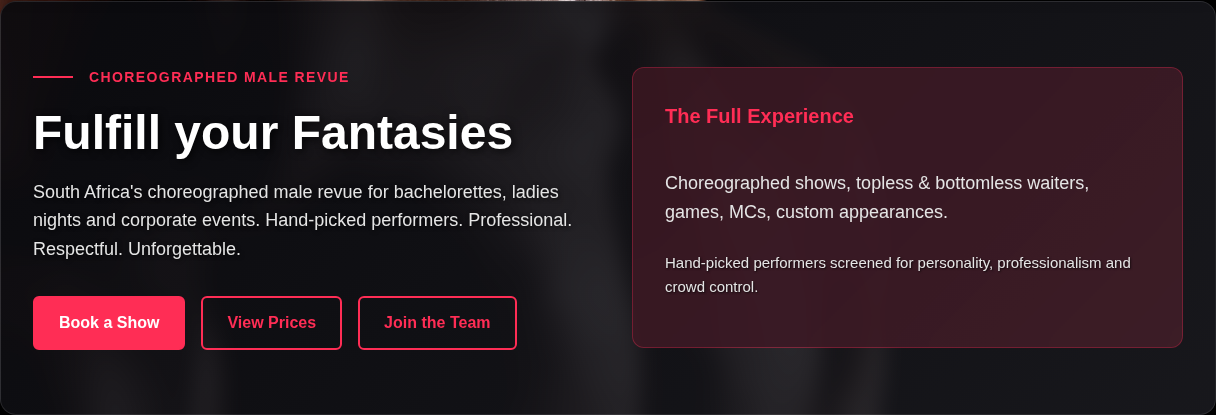 CHOREOGRAPHED MALE REVUE
Fulfill your Fantasies
South Africa's choreographed male revue for bachelorettes, ladies
nights and corporate events. Hand-picked performers. Professional.
Respectful. Unforgettable.
Book a Show
View Prices
Join the Team
The Full Experience
Choreographed shows, topless & bottomless waiters,
games, MCs, custom appearances.
Hand-picked performers screened for personality, professionalism and
crowd control.